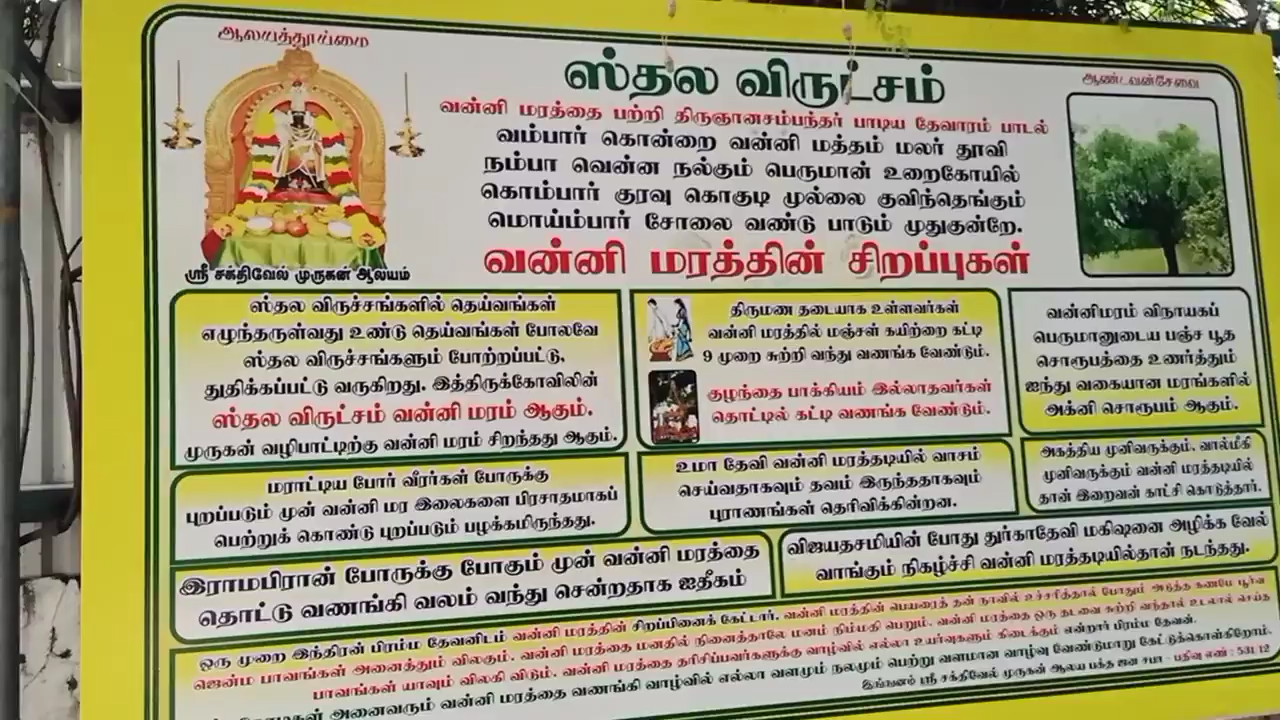 ஆலயத்தூய்மை
ஆண்டவன்சேவை
ஸ்தல விருட்சம்
வன்னி மரத்தை பற்றி திருஞானசம்பந்தர் பாடிய தேவாரம் பாடல்
வம்பார் கொன்றை வன்னி மத்தம் மலர் தூவி
நம்பா வென்ன நல்கும் பெருமான் உறைகோயில்
கொம்பார் குரவு கொகுடி முல்லை குவிந்தெங்கும்
மொய்ம்பார் சோலை வண்டு பாடும் முதுகுன்றே.
ஸ்ரீ சக்திவேல் முருகன் ஆலயம்
வன்னி மரத்தின் சிறப்புகள்
ஸ்தல விருச்சங்களில் தெய்வங்கள்
எழுந்தருள்வது உண்டு தெய்வங்கள் போலவே
ஸ்தல விருச்சங்களும் போற்றப்பட்டு,
துதிக்கப்பட்டு வருகிறது. இத்திருக்கோவிலின்
ஸ்தல விருட்சம் வன்னி மரம் ஆகும்.
முருகன் வழிபாட்டிற்கு வன்னி மரம் சிறந்தது ஆகும்.
திருமண தடையாக உள்ளவர்கள்
வன்னி மரத்தில் மஞ்சள் கயிற்றை கட்டி
9 முறை சுற்றி வந்து வணங்க வேண்டும்.
குழந்தை பாக்கியம் இல்லாதவர்கள்
தொட்டில் கட்டி வணங்க வேண்டும்.
வன்னிமரம் விநாயகப்
பெருமானுடைய பஞ்ச பூத
சொரூபத்தை உணர்த்தும்
ஐந்து வகையான மரங்களில்
அக்னி சொரூபம் ஆகும்.
மராட்டிய போர் வீரர்கள் போருக்கு
புறப்படும் முன் வன்னி மர இலைகளை பிரசாதமாகப்
பெற்றுக் கொண்டு புறப்படும் பழக்கமிருந்தது.
உமா தேவி வன்னி மரத்தடியில் வாசம்
செய்வதாகவும் தவம் இருந்ததாகவும்
புராணங்கள் தெரிவிக்கின்றன.
அகத்திய முனிவருக்கும், வால்மீகி
முனிவருக்கும் வன்னி மரத்தடியில்
தான் இறைவன் காட்சி கொடுத்தார்.
இராமபிரான் போருக்கு போகும் முன் வன்னி மரத்தை
தொட்டு வணங்கி வலம் வந்து சென்றதாக ஐதீகம்
விஜயதசமியின் போது துர்காதேவி மகிஷனை அழிக்க வேல்
வாங்கும் நிகழ்ச்சி வன்னி மரத்தடியில்தான் நடந்தது.
ஒரு முறை இந்திரன் பிரம்ம தேவனிடம் வன்னி மரத்தின் சிறப்பினைக் கேட்டார். வன்னி மரத்தின் பெயரைத் தன் நாவில் உச்சரித்தால் போதும் அடுத்த கணமே பூர்வ
ஜென்ம பாவங்கள் அனைத்தும் விலகும். வன்னி மரத்தை மனதில் நினைத்தாலே மனம் நிம்மதி பெறும். வன்னி மரத்தை ஒரு தடவை சுற்றி வந்தால் உடலால் செய்த
பாவங்கள் யாவும் விலகி விடும். வன்னி மரத்தை தரிசிப்பவர்களுக்கு வாழ்வில் எல்லா உயர்வுகளும் கிடைக்கும் என்றார் பிரம்ம தேவன்.
அனைவரும் வன்னி மரத்தை வணங்கி வாழ்வில் எல்லா வளமும் நலமும் பெற்று வளமான வாழ்வு வேண்டுமாறு கேட்டுக்கொள்கிறோம்.
இங்ஙனம் ஸ்ரீ சக்திவேல் முருகன் ஆலய பக்த ஜன சபா - பதிவு எண் : 531 12